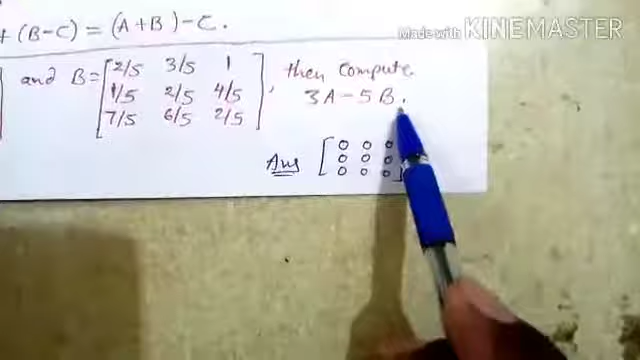 + (B-C) = (A+B) - C.
Made with KINEMASTER
and B = [2/5 3/5 1
1/5 2/5 4/5
7/5 6/5 2/5], then compute
3A - 5B.
Ans [0 0 0
0 0 0
0 0 0]